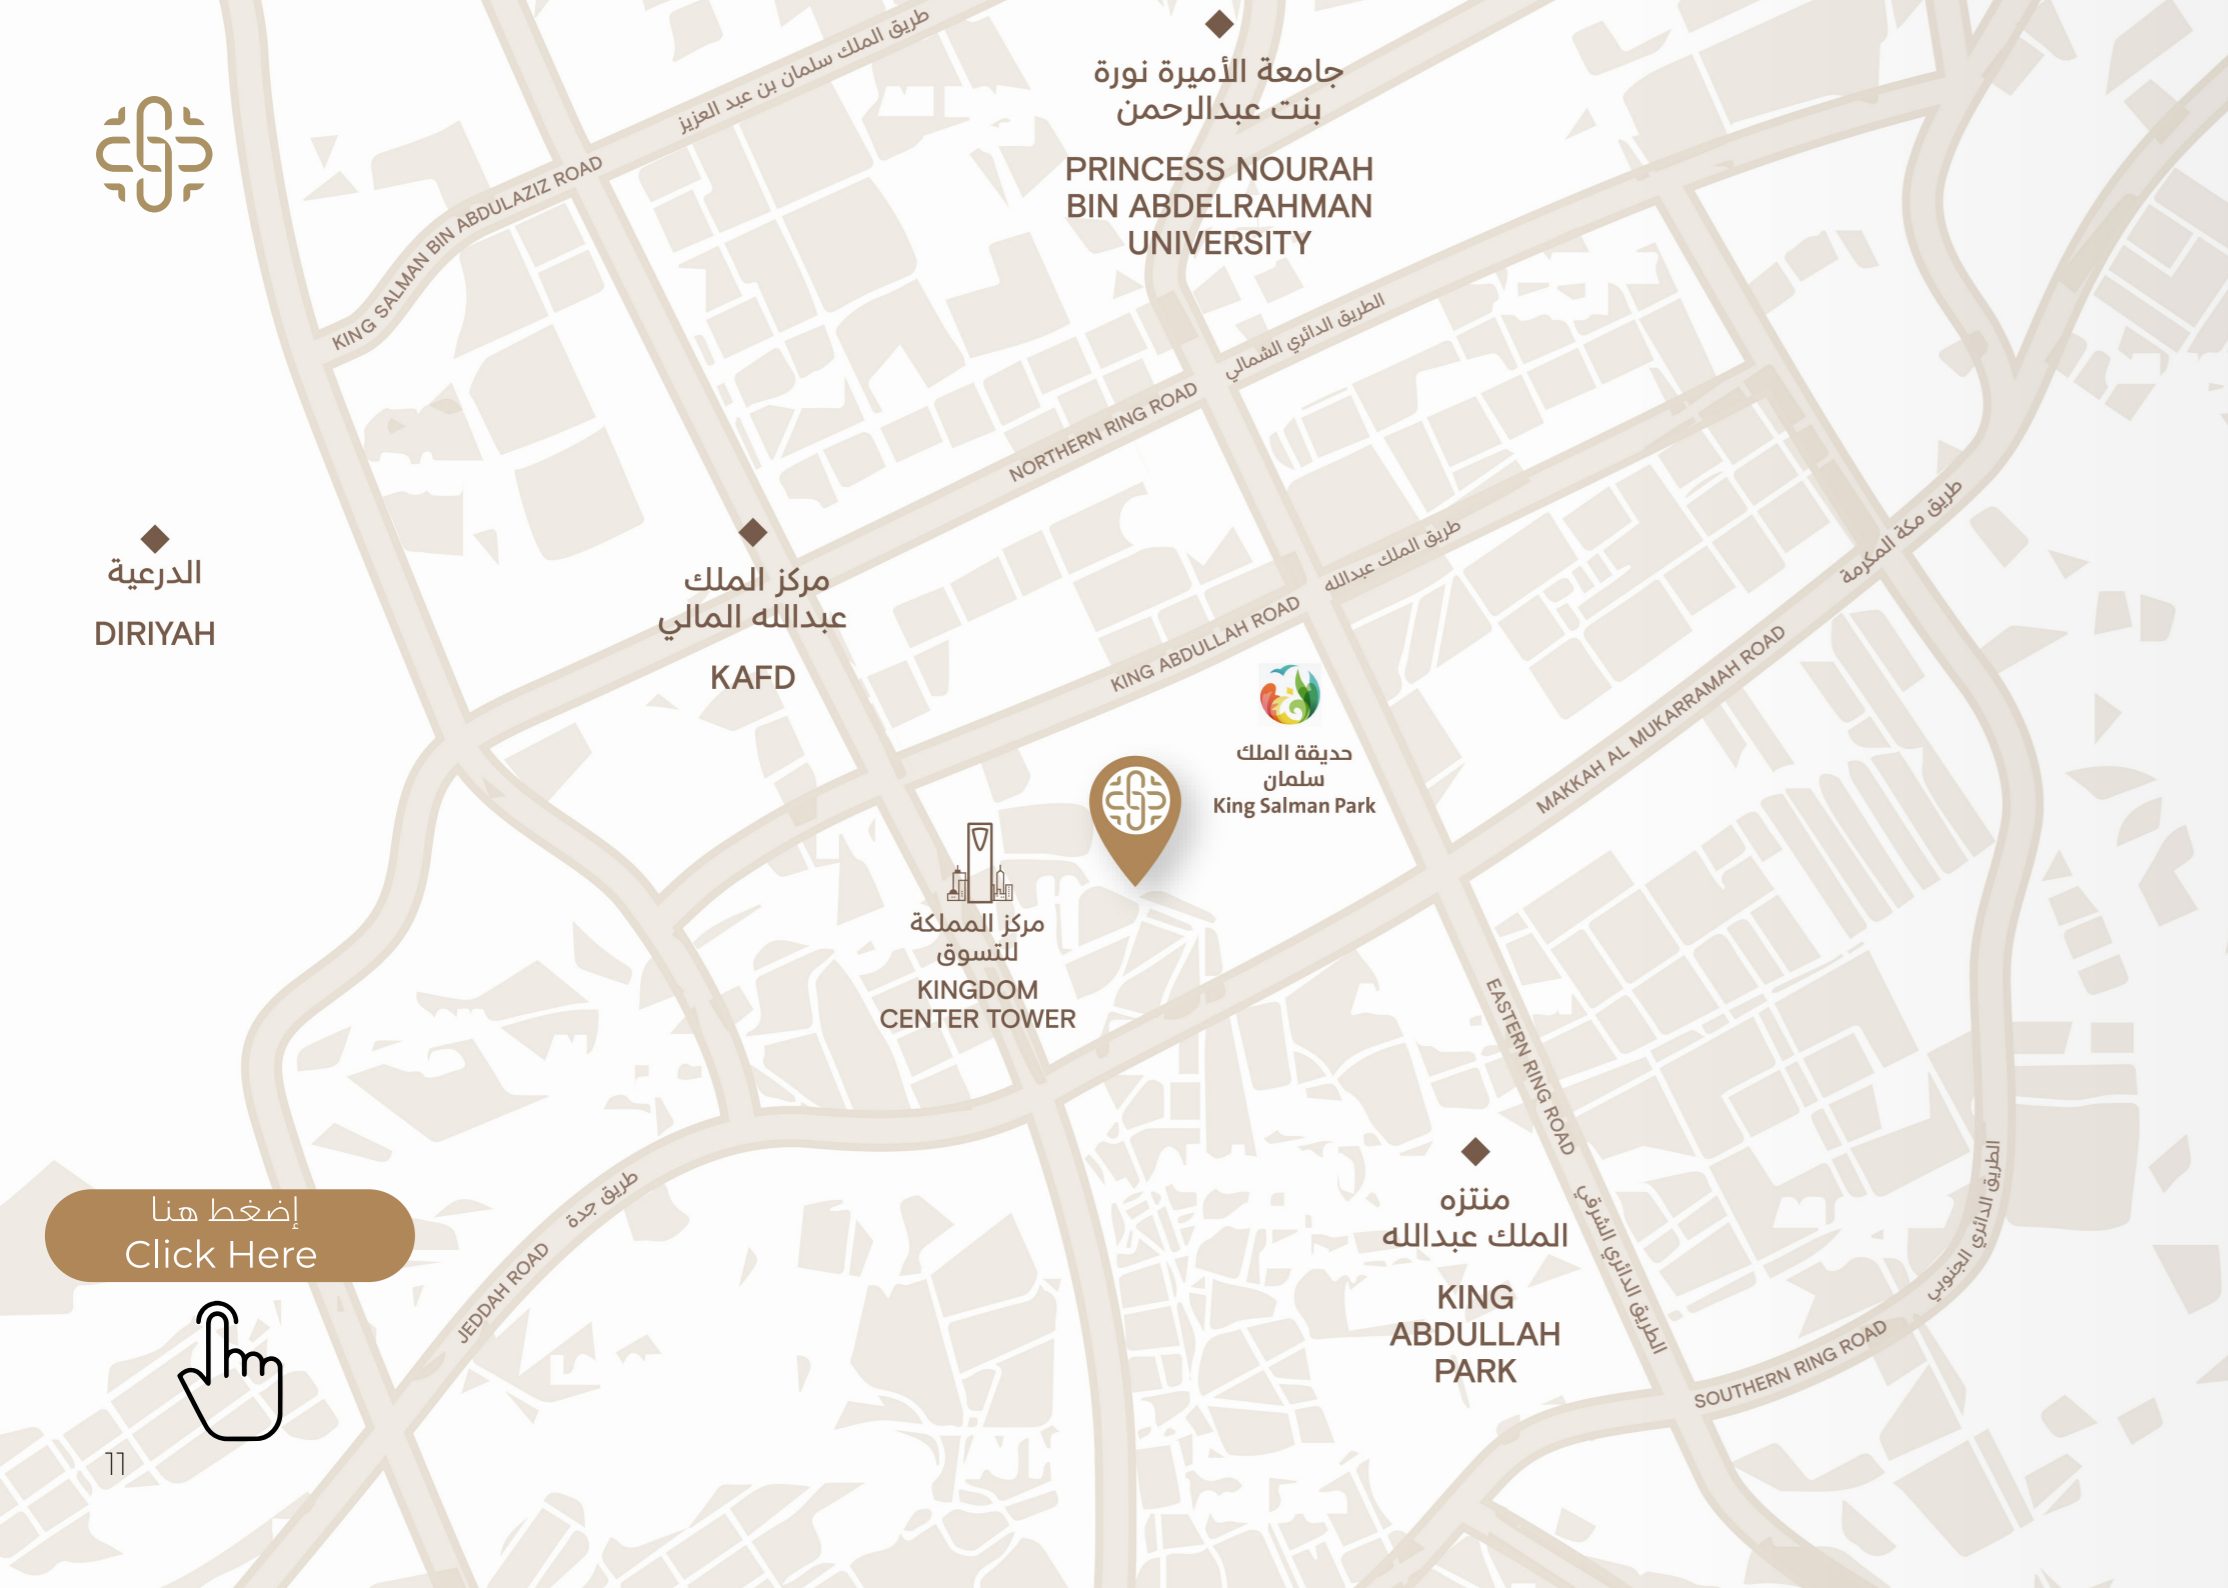 طريق الملك سلمان بن عبد العزيز
KING SALMAN BIN ABDULAZIZ ROAD
جامعة الأميرة نورة
بنت عبدالرحمن
PRINCESS NOURAH
BIN ABDELRAHMAN
UNIVERSITY
الطريق الدائري الشمالي
NORTHERN RING ROAD
الدرعية
DIRIYAH
مركز الملك
عبدالله المالي
KAFD
طريق الملك عبدالله
KING ABDULLAH ROAD
طريق مكة المكرمة
MAKKAH AL MUKARRAMAH ROAD
حديقة الملك
سلمان
King Salman Park
مركز المملكة
للتسوق
KINGDOM
CENTER TOWER
EASTERN RING ROAD
الطريق الدائري الشرقي
منتزه
الملك عبدالله
KING
ABDULLAH
PARK
الطريق الدائري الجنوبي
SOUTHERN RING ROAD
طريق جدة
JEDDAH ROAD
إضغط هنا
Click Here
11